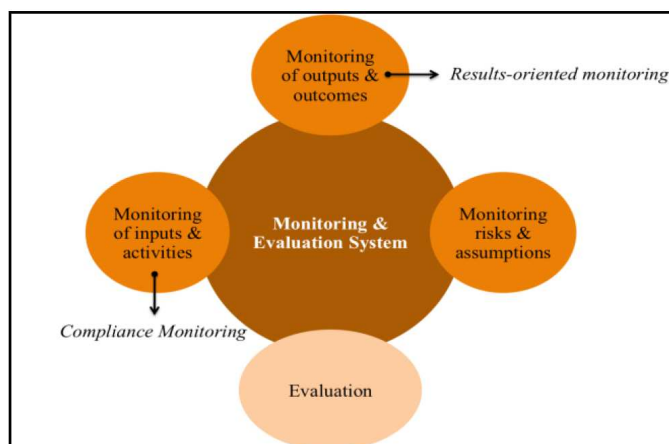 Monitoring
of outputs &
outcomes
Results-oriented monitoring
Monitoring
of inputs &
activities
Monitoring &
Evaluation System
Monitoring
risks &
assumptions
Compliance Monitoring
Evaluation